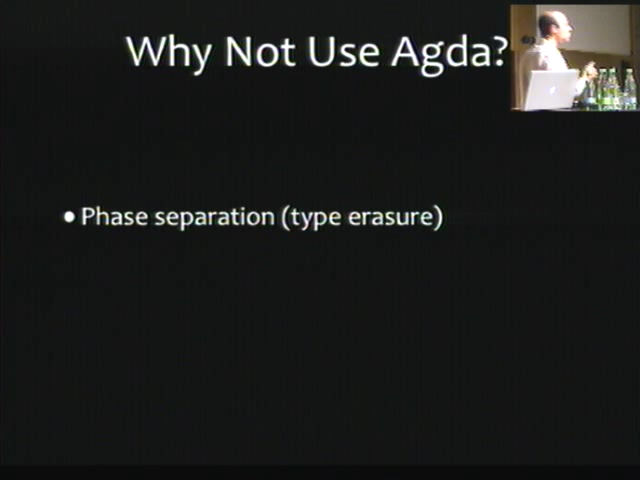 Why Not Use Agda?
• Phase separation (type erasure)